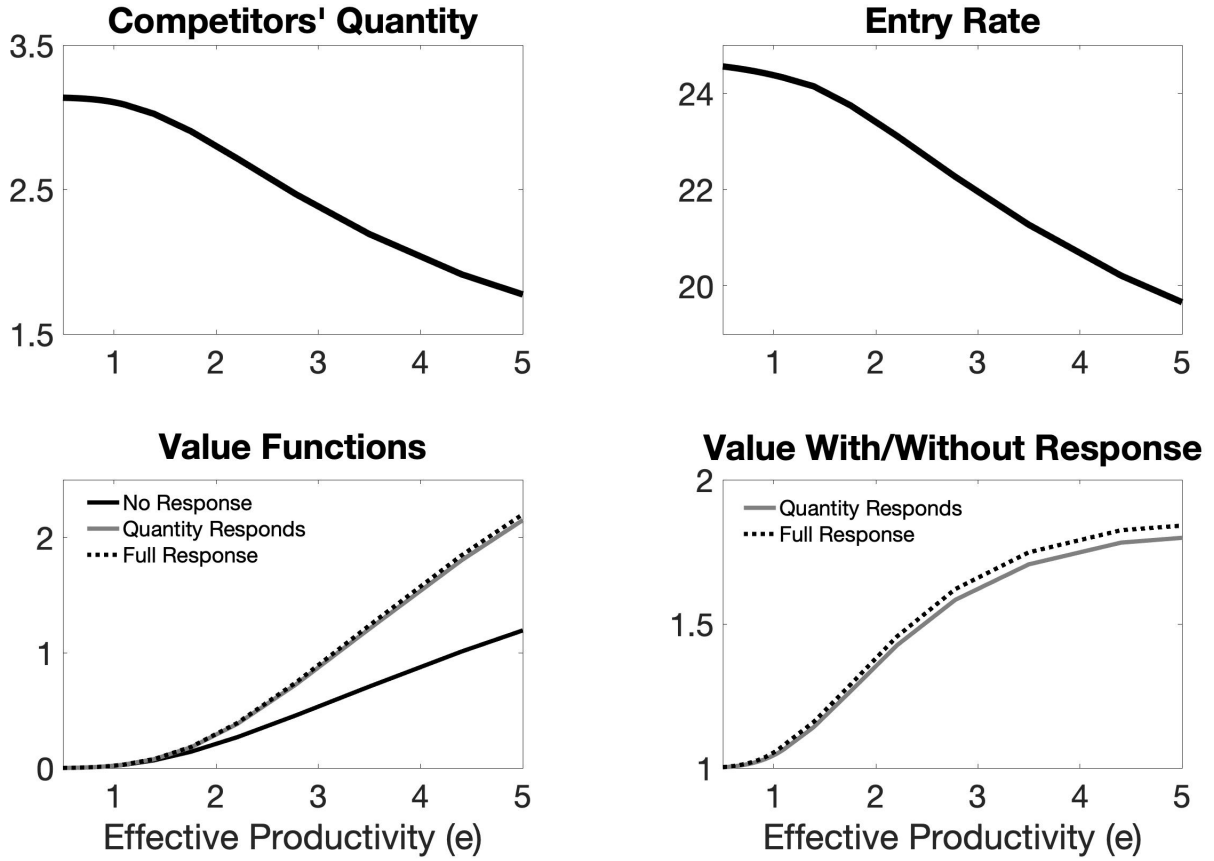 Competitors' Quantity
3.5
2.5
1.5
1 2 3 4 5
Entry Rate
24
22
20
1 2 3 4 5
Value Functions
2
1
0
No Response
Quantity Responds
Full Response
1 2 3 4 5
Effective Productivity (e)
Value With/Without Response
2
1.5
1
Quantity Responds
Full Response
1 2 3 4 5
Effective Productivity (e)